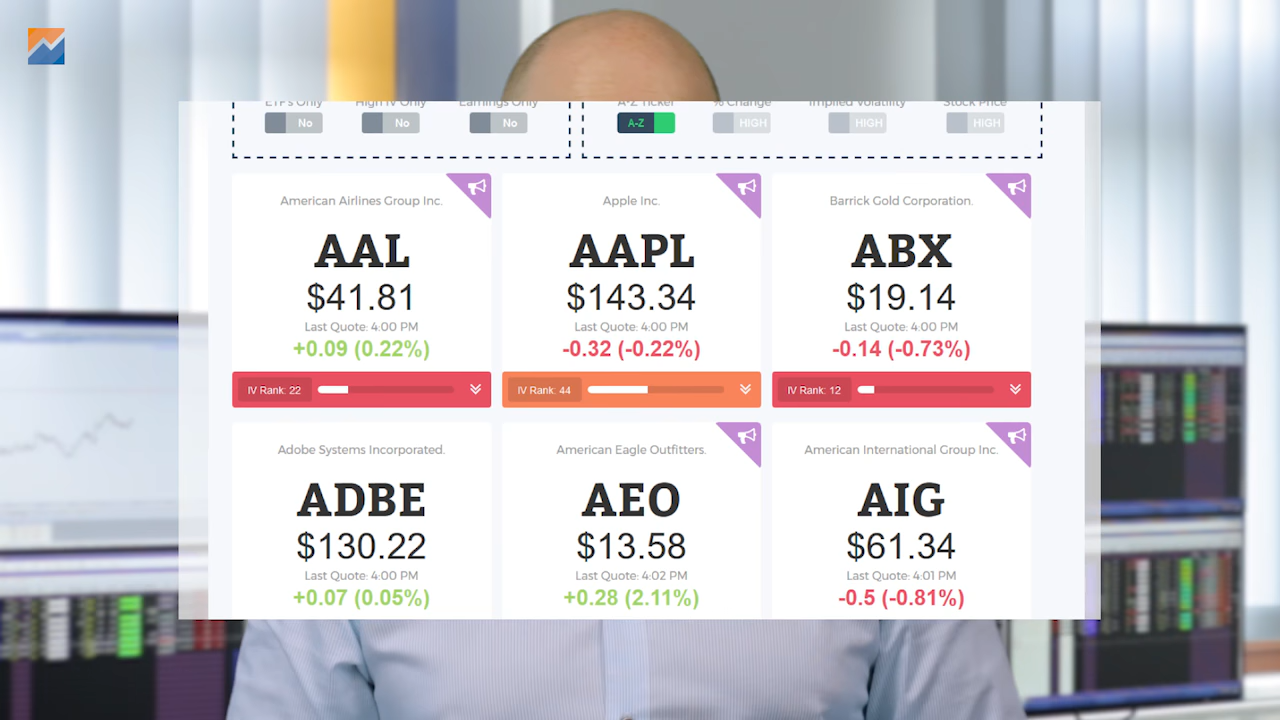 ETFs Only High IV Only Earnings Only A-Z Ticker % Change Implied Volatility Stock Price
No No No A-Z HIGH HIGH HIGH
American Airlines Group Inc.
AAL
$41.81
Last Quote: 4:00 PM
+0.09 (0.22%)
IV Rank: 22
Apple Inc.
AAPL
$143.34
Last Quote: 4:00 PM
-0.32 (-0.22%)
IV Rank: 44
Barrick Gold Corporation.
ABX
$19.14
Last Quote: 4:00 PM
-0.14 (-0.73%)
IV Rank: 12
Adobe Systems Incorporated.
ADBE
$130.22
Last Quote: 4:00 PM
+0.07 (0.05%)
American Eagle Outfitters.
AEO
$13.58
Last Quote: 4:02 PM
+0.28 (2.11%)
American International Group Inc.
AIG
$61.34
Last Quote: 4:01 PM
-0.5 (-0.81%)